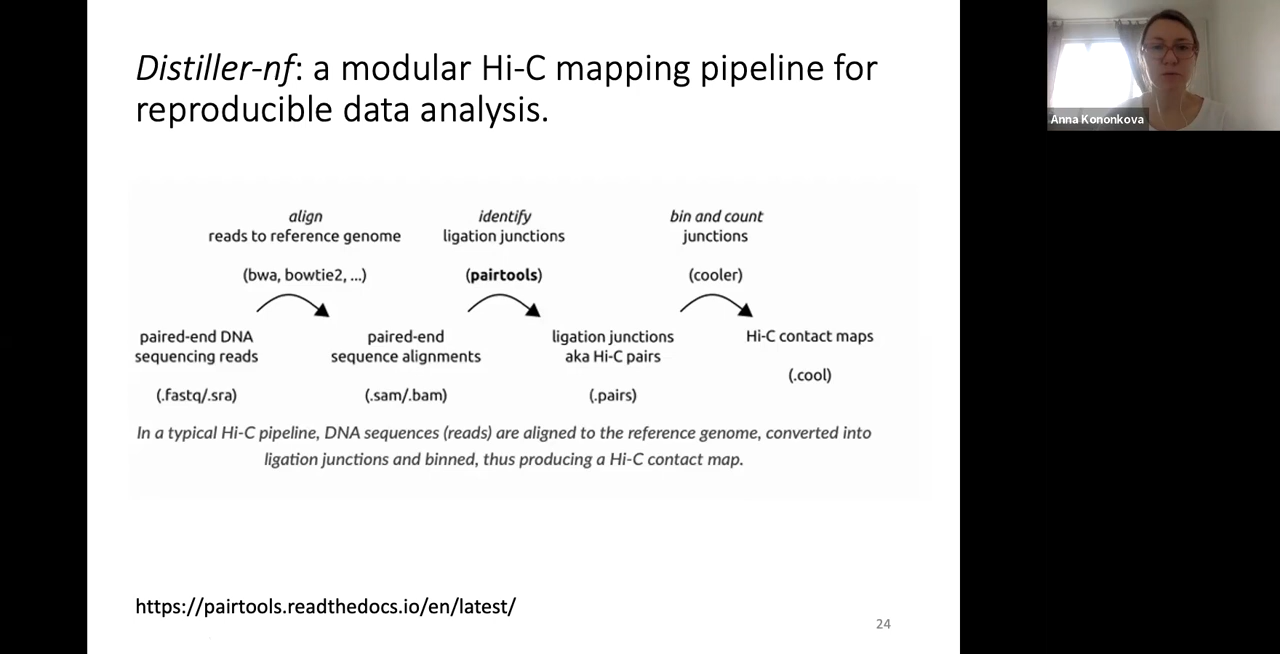 Distiller-nf: a modular Hi-C mapping pipeline for
reproducible data analysis.
align
reads to reference genome
(bwa, bowtie2, ...)
identify
ligation junctions
(pairtools)
bin and count
junctions
(cooler)
paired-end DNA
sequencing reads
(.fastq/.sra)
paired-end
sequence alignments
(.sam/.bam)
ligation junctions
aka Hi-C pairs
(.pairs)
Hi-C contact maps
(.cool)
In a typical Hi-C pipeline, DNA sequences (reads) are aligned to the reference genome, converted into
ligation junctions and binned, thus producing a Hi-C contact map.
https://pairtools.readthedocs.io/en/latest/
24
Anna Kononkova